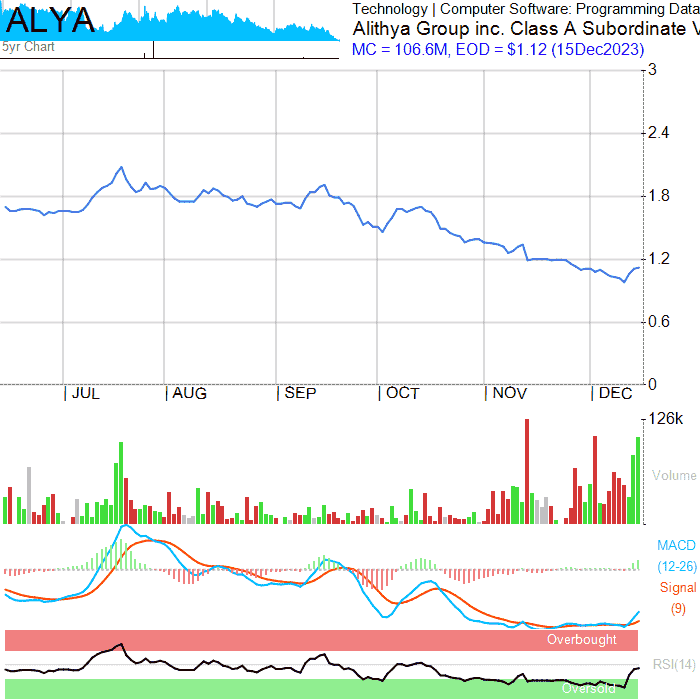 ALYA
5yr Chart
Technology | Computer Software: Programming Data
Alithya Group inc. Class A Subordinate V
MC = 106.6M, EOD = $1.12 (15Dec2023)
3
2.4
1.8
1.2
0.6
0
| JUL | AUG | SEP | OCT | NOV | DEC
126k
Volume
MACD
(12-26)
Signal
(9)
Overbought
RSI(14)
Oversold